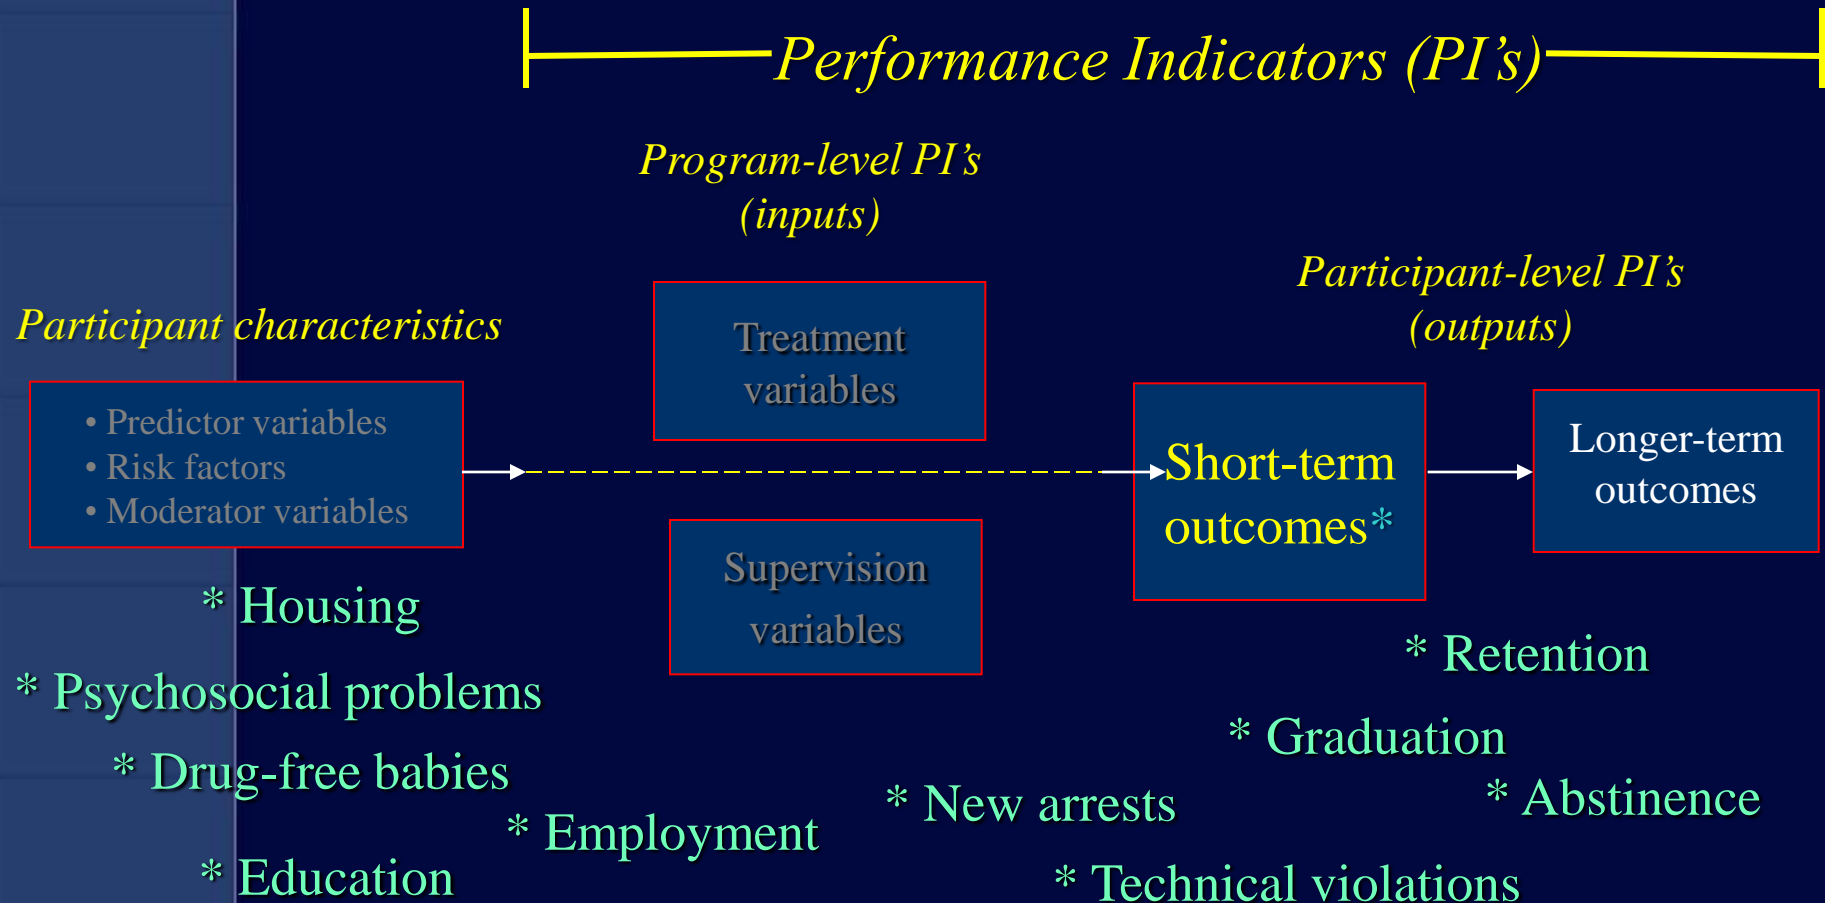 Performance Indicators (PI’s)
Program-level PI’s
(inputs)
Participant-level PI’s
(outputs)
Participant characteristics
• Predictor variables
• Risk factors
• Moderator variables
Treatment
variables
Supervision
variables
Short-term
outcomes*
Longer-term
outcomes
* Housing
* Psychosocial problems
* Drug-free babies
* Employment
* Education
* New arrests
* Retention
* Graduation
* Abstinence
* Technical violations